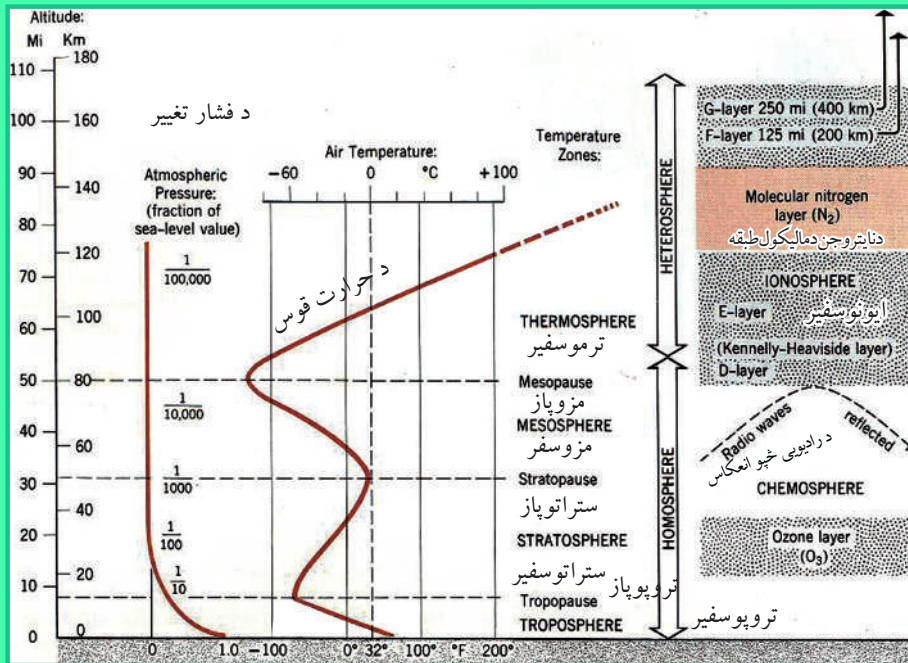 Altitude:
Mi Km
180
110
100 160
90
140
80
120
70
100
60
50 80
40
60
30
40
20
20
10
0 0
د فشار تغییر
Atmospheric
Pressure:
(fraction of
sea-level value)
1/100,000
1/10,000
1/1000
1/100
1/10
0 1.0
Air Temperature:
−60 0 °C +100
د حرارت قوس
−100 0° 32° 100° °F 200°
Temperature
Zones:
THERMOSPHERE
ترموسفیر
Mesopause
مزوپاز
MESOSPHERE
مزوسفر
Stratopause
ستراتوپاز
STRATOSPHERE
ستراتوسفیر
تروپوپاز
Tropopause
TROPOSPHERE
تروپوسفیر
HETEROSPHERE
HOMOSPHERE
G-layer 250 mi (400 km)
F-layer 125 mi (200 km)
Molecular nitrogen
layer (N₂)
دنایتروجن دمالیکول طبقه
IONOSPHERE
E-layer ایونوسفیر
(Kennelly-Heaviside layer)
D-layer
Radio waves reflected
د رادیویی څپو انعکاس
CHEMOSPHERE
Ozone layer
(O₃)